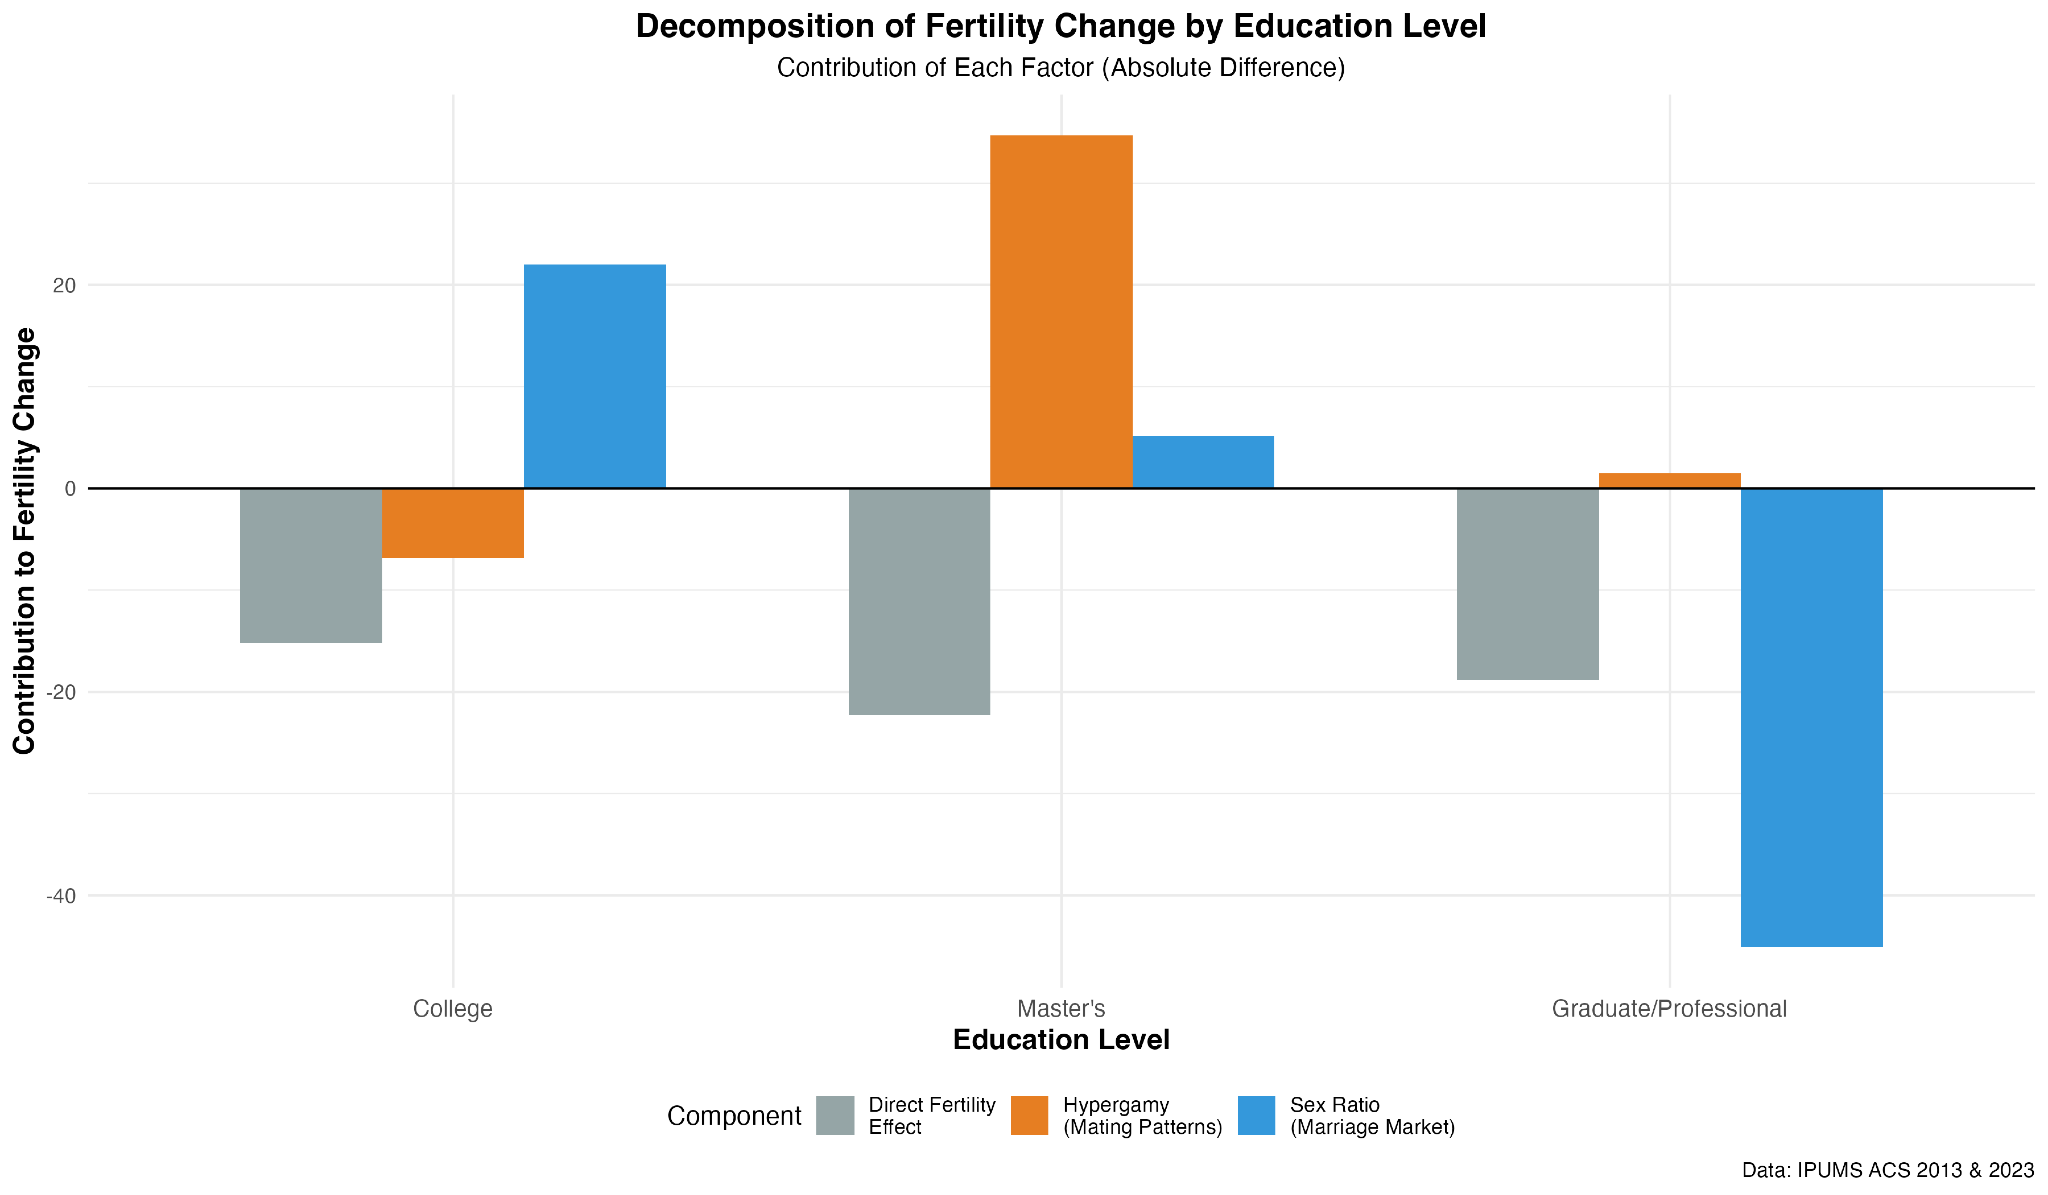 Decomposition of Fertility Change by Education Level
Contribution of Each Factor (Absolute Difference)
Contribution to Fertility Change
20
0
-20
-40
College
Master's
Graduate/Professional
Education Level
Component
Direct Fertility
Effect
Hypergamy
(Mating Patterns)
Sex Ratio
(Marriage Market)
Data: IPUMS ACS 2013 & 2023